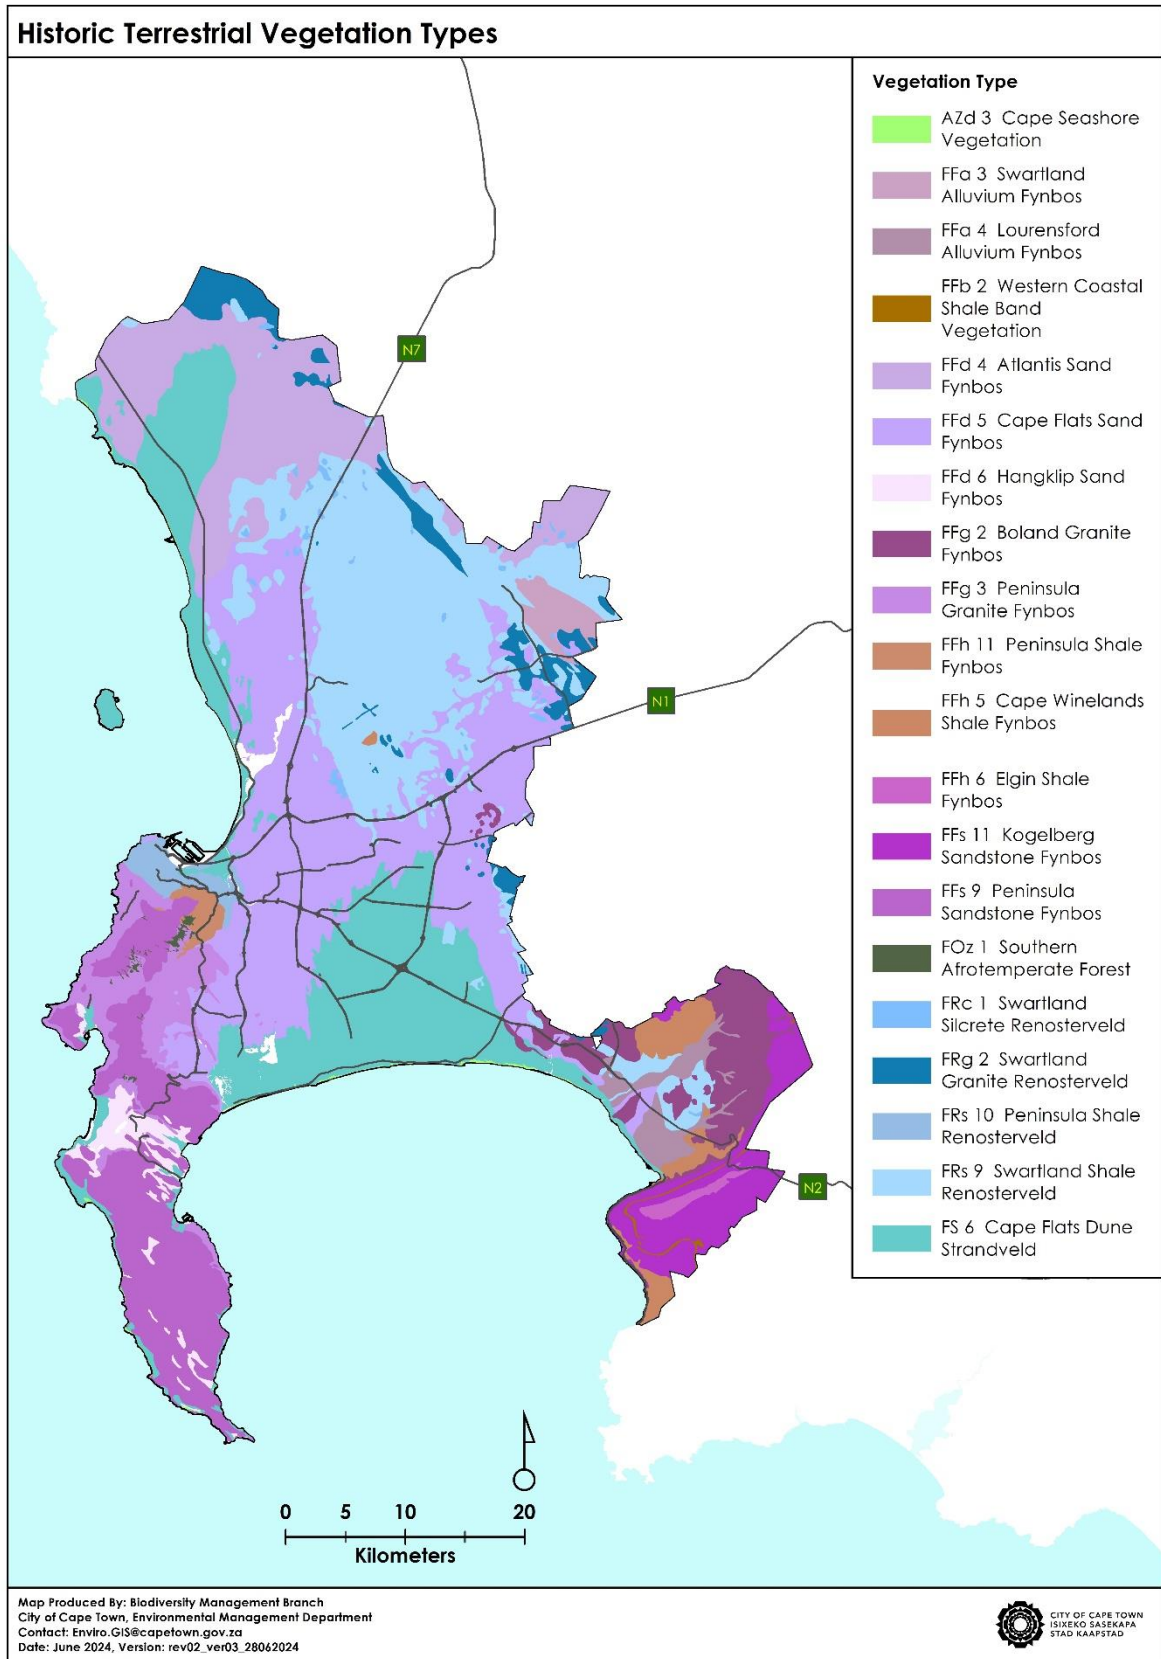 Historic Terrestrial Vegetation Types
Vegetation Type
AZd 3 Cape Seashore
Vegetation
FFa 3 Swartland
Alluvium Fynbos
FFa 4 Lourensford
Alluvium Fynbos
FFb 2 Western Coastal
Shale Band
Vegetation
FFd 4 Atlantis Sand
Fynbos
FFd 5 Cape Flats Sand
Fynbos
FFd 6 Hangklip Sand
Fynbos
FFg 2 Boland Granite
Fynbos
FFg 3 Peninsula
Granite Fynbos
FFh 11 Peninsula Shale
Fynbos
FFh 5 Cape Winelands
Shale Fynbos
FFh 6 Elgin Shale
Fynbos
FFs 11 Kogelberg
Sandstone Fynbos
FFs 9 Peninsula
Sandstone Fynbos
FOz 1 Southern
Afrotemperate Forest
FRc 1 Swartland
Silcrete Renosterveld
FRg 2 Swartland
Granite Renosterveld
FRs 10 Peninsula Shale
Renosterveld
FRs 9 Swartland Shale
Renosterveld
FS 6 Cape Flats Dune
Strandveld
N7
N1
N2
0 5 10 20
Kilometers
Map Produced By: Biodiversity Management Branch
City of Cape Town, Environmental Management Department
Contact: Enviro.GIS@capetown.gov.za
Date: June 2024, Version: rev02_ver03_28062024
CITY OF CAPE TOWN
ISIXEKO SASEKAPA
STAD KAAPSTAD